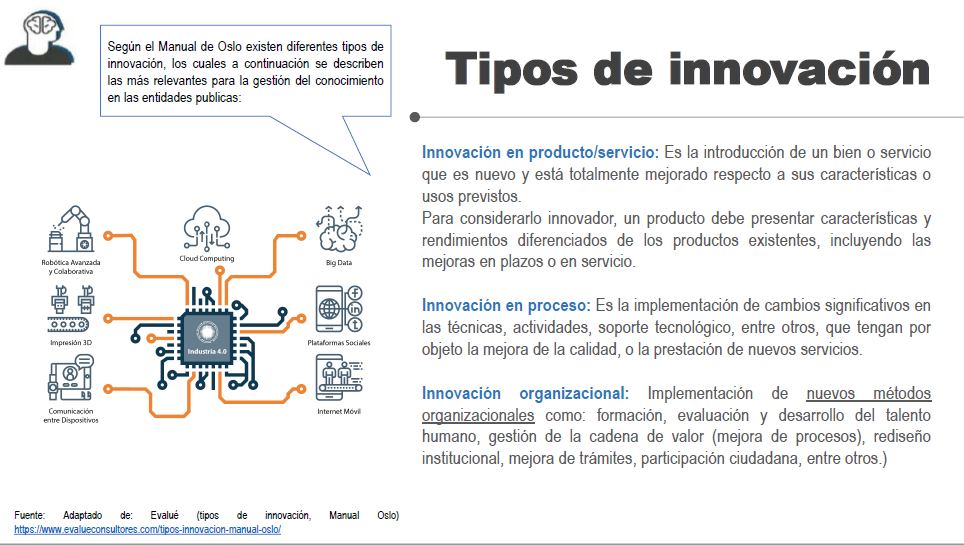 Según el Manual de Oslo existen diferentes tipos de
innovación, los cuales a continuación se describen
las más relevantes para la gestión del conocimiento
en las entidades publicas:
Tipos de innovación
Innovación en producto/servicio: Es la introducción de un bien o servicio
que es nuevo y está totalmente mejorado respecto a sus características o
usos previstos.
Para considerarlo innovador, un producto debe presentar características y
rendimientos diferenciados de los productos existentes, incluyendo las
mejoras en plazos o en servicio.
Innovación en proceso: Es la implementación de cambios significativos en
las técnicas, actividades, soporte tecnológico, entre otros, que tengan por
objeto la mejora de la calidad, o la prestación de nuevos servicios.
Innovación organizacional: Implementación de nuevos métodos
organizacionales como: formación, evaluación y desarrollo del talento
humano, gestión de la cadena de valor (mejora de procesos), rediseño
institucional, mejora de trámites, participación ciudadana, entre otros.)
Robótica Avanzada
y Colaborativa
Cloud Computing
Big Data
Impresión 3D
Industria 4.0
Plataformas Sociales
f
in
t
Comunicación
entre Dispositivos
Internet Móvil
Fuente: Adaptado de: Evalué (tipos de innovación, Manual Oslo)
https://www.evalueconsultores.com/tipos-innovacion-manual-oslo/